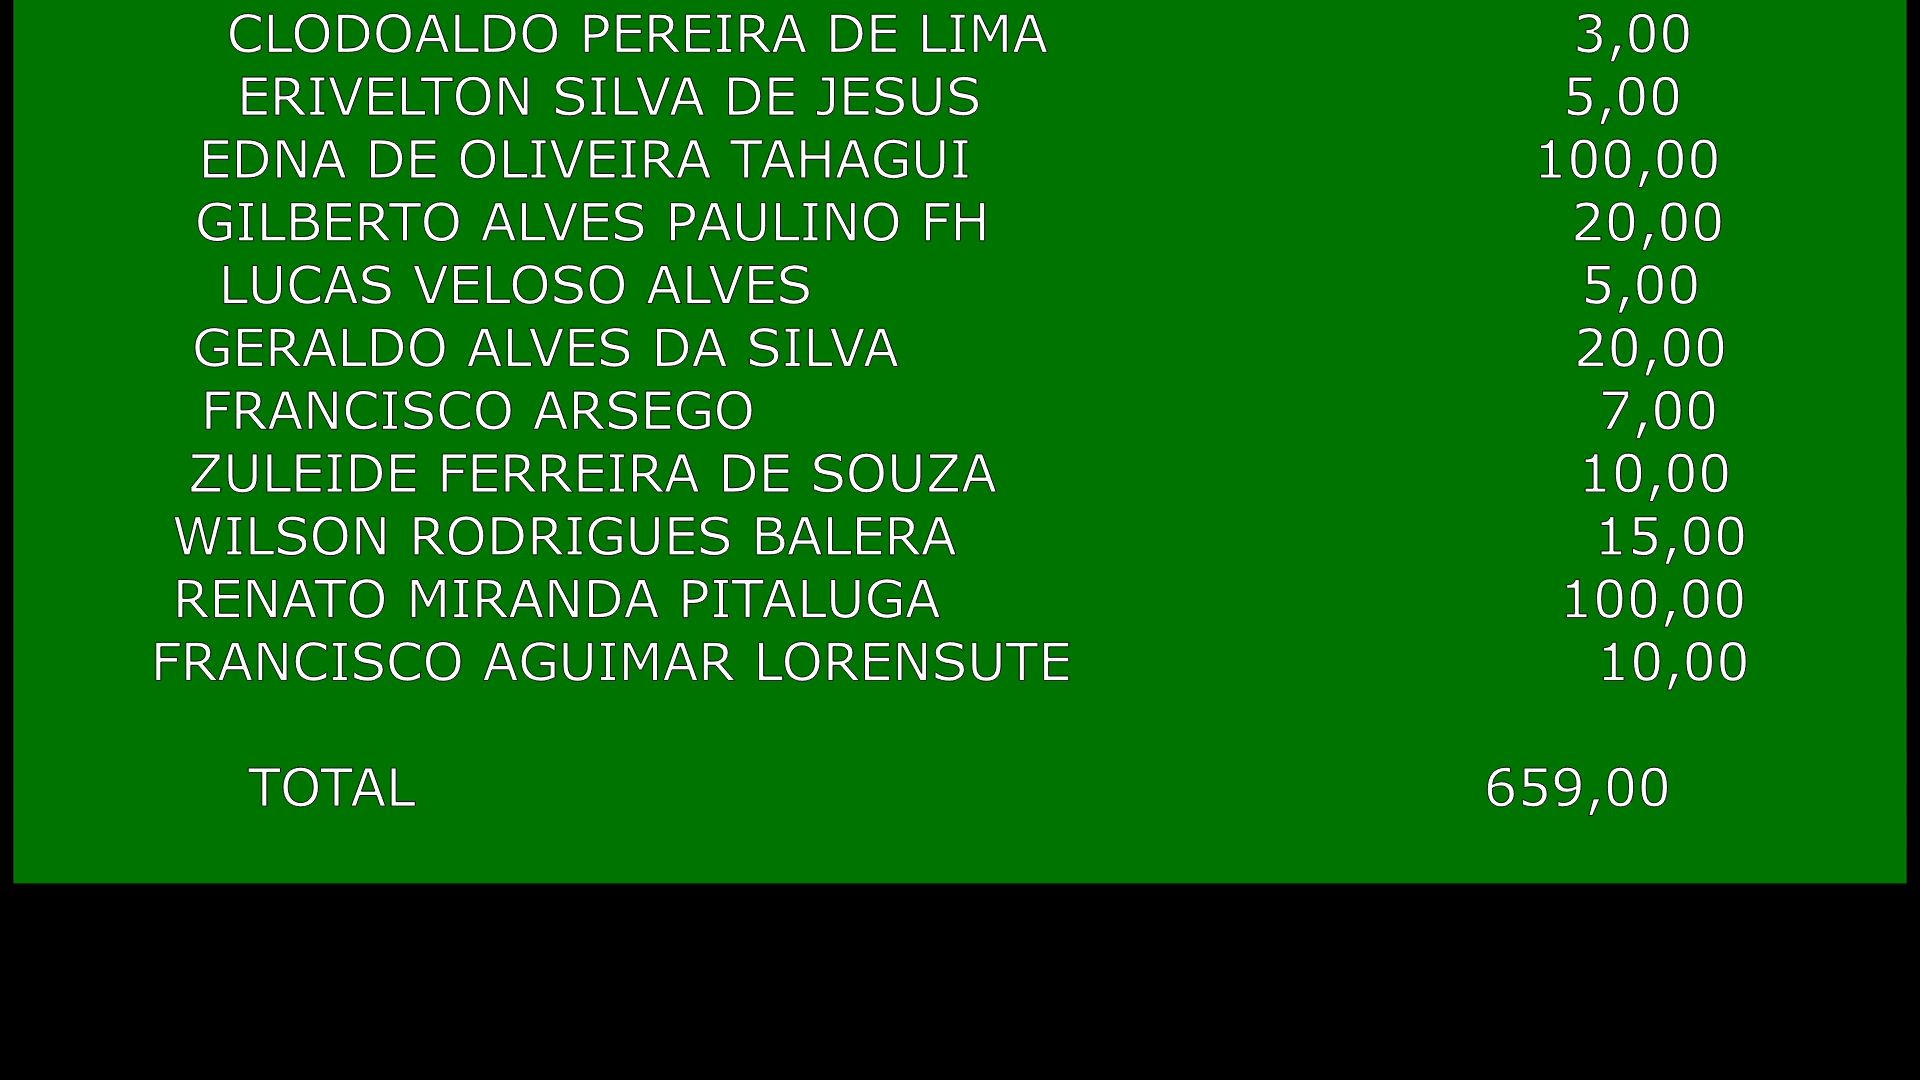 CLODOALDO PEREIRA DE LIMA 3,00
ERIVELTON SILVA DE JESUS 5,00
EDNA DE OLIVEIRA TAHAGUI 100,00
GILBERTO ALVES PAULINO FH 20,00
LUCAS VELOSO ALVES 5,00
GERALDO ALVES DA SILVA 20,00
FRANCISCO ARSEGO 7,00
ZULEIDE FERREIRA DE SOUZA 10,00
WILSON RODRIGUES BALERA 15,00
RENATO MIRANDA PITALUGA 100,00
FRANCISCO AGUIMAR LORENSUTE 10,00
TOTAL 659,00